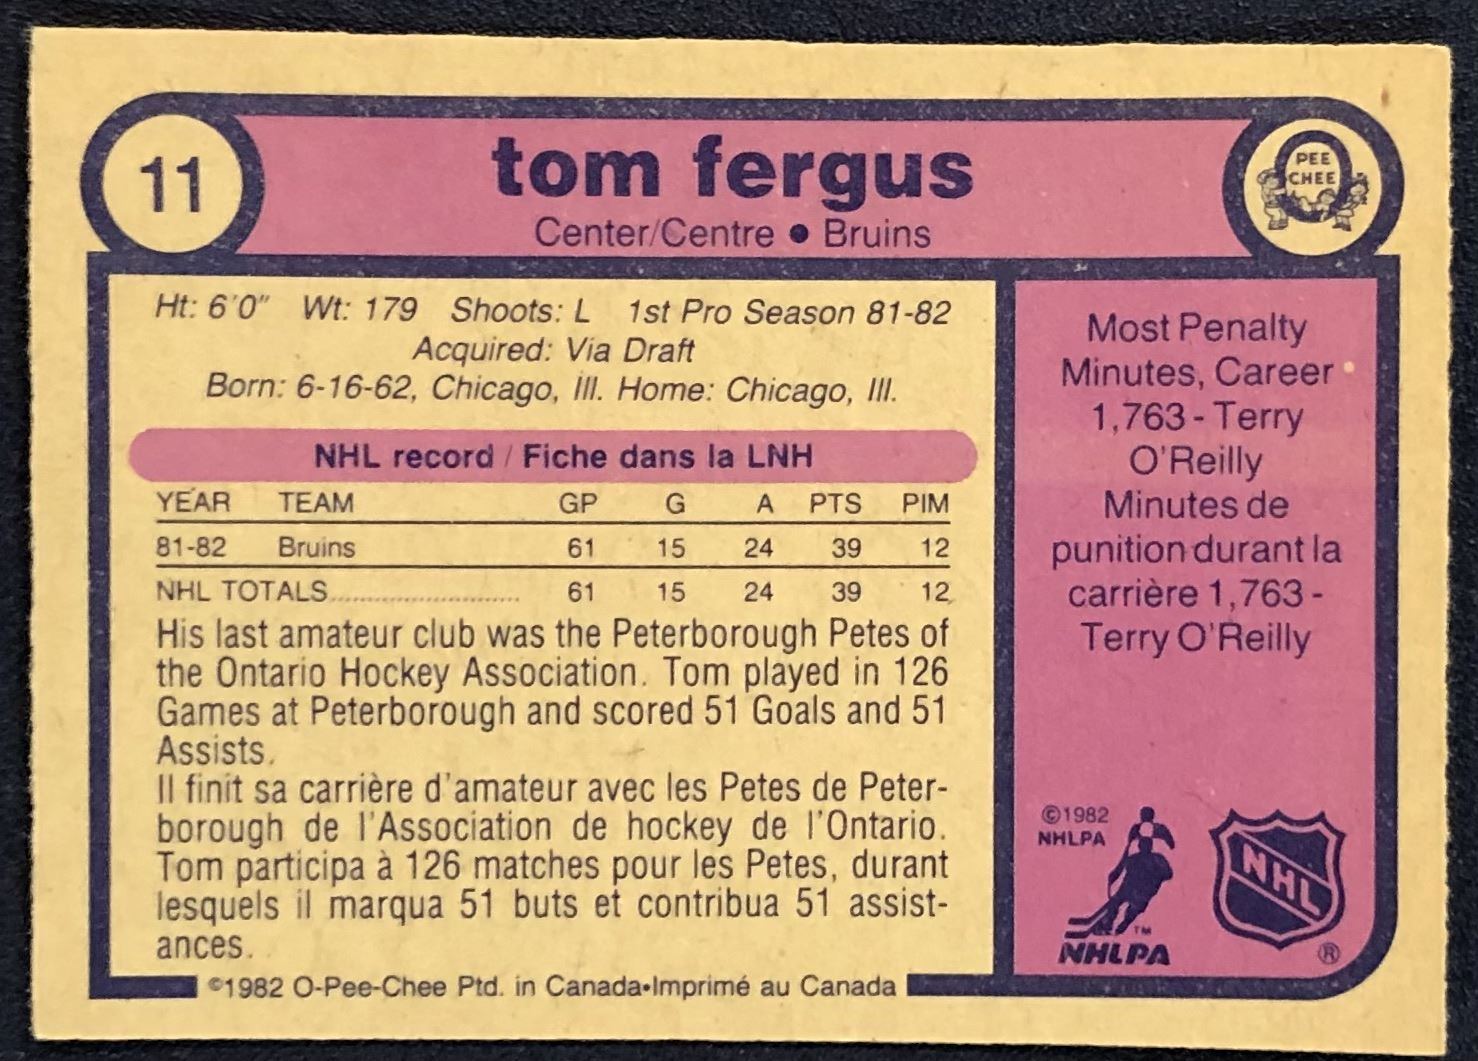 11
tom fergus
Center/Centre • Bruins
PEE
CHEE
Ht: 6'0" Wt: 179 Shoots: L 1st Pro Season 81-82
Acquired: Via Draft
Born: 6-16-62, Chicago, Ill. Home: Chicago, Ill.
NHL record / Fiche dans la LNH
YEAR TEAM GP G A PTS PIM
81-82 Bruins 61 15 24 39 12
NHL TOTALS.......................... 61 15 24 39 12
His last amateur club was the Peterborough Petes of
the Ontario Hockey Association. Tom played in 126
Games at Peterborough and scored 51 Goals and 51
Assists.
Il finit sa carrière d'amateur avec les Petes de Peter-
borough de l'Association de hockey de l'Ontario.
Tom participa à 126 matches pour les Petes, durant
lesquels il marqua 51 buts et contribua 51 assist-
ances.
©1982 O-Pee-Chee Ptd. in Canada•Imprimé au Canada
Most Penalty
Minutes, Career
1,763 - Terry
O'Reilly
Minutes de
punition durant la
carrière 1,763 -
Terry O'Reilly
©1982
NHLPA
TM
NHLPA
NHL
®